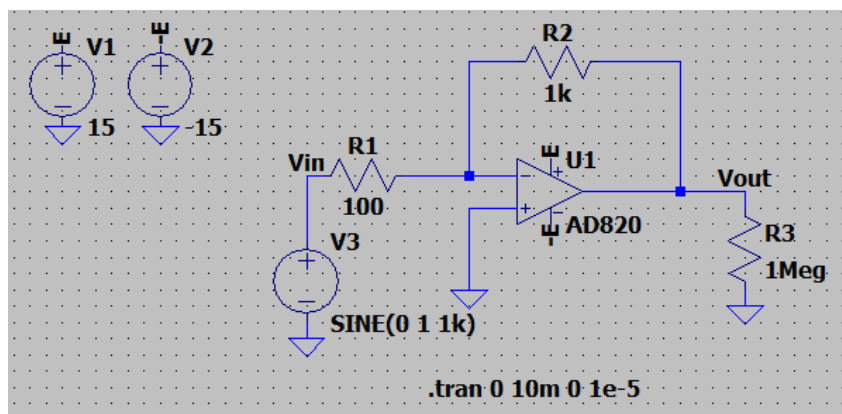 E
V1
15
-E
V2
-15
R2
1k
Vin
R1
100
E
U1
-E
AD820
Vout
V3
SINE(0 1 1k)
R3
1Meg
.tran 0 10m 0 1e-5